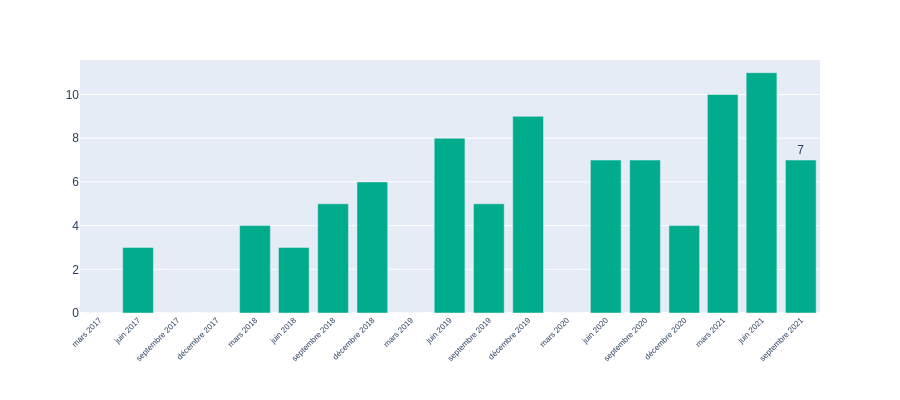 10
8
6
4
2
0
7
mars 2017
juin 2017
septembre 2017
décembre 2017
mars 2018
juin 2018
septembre 2018
décembre 2018
mars 2019
juin 2019
septembre 2019
décembre 2019
mars 2020
juin 2020
septembre 2020
décembre 2020
mars 2021
juin 2021
septembre 2021